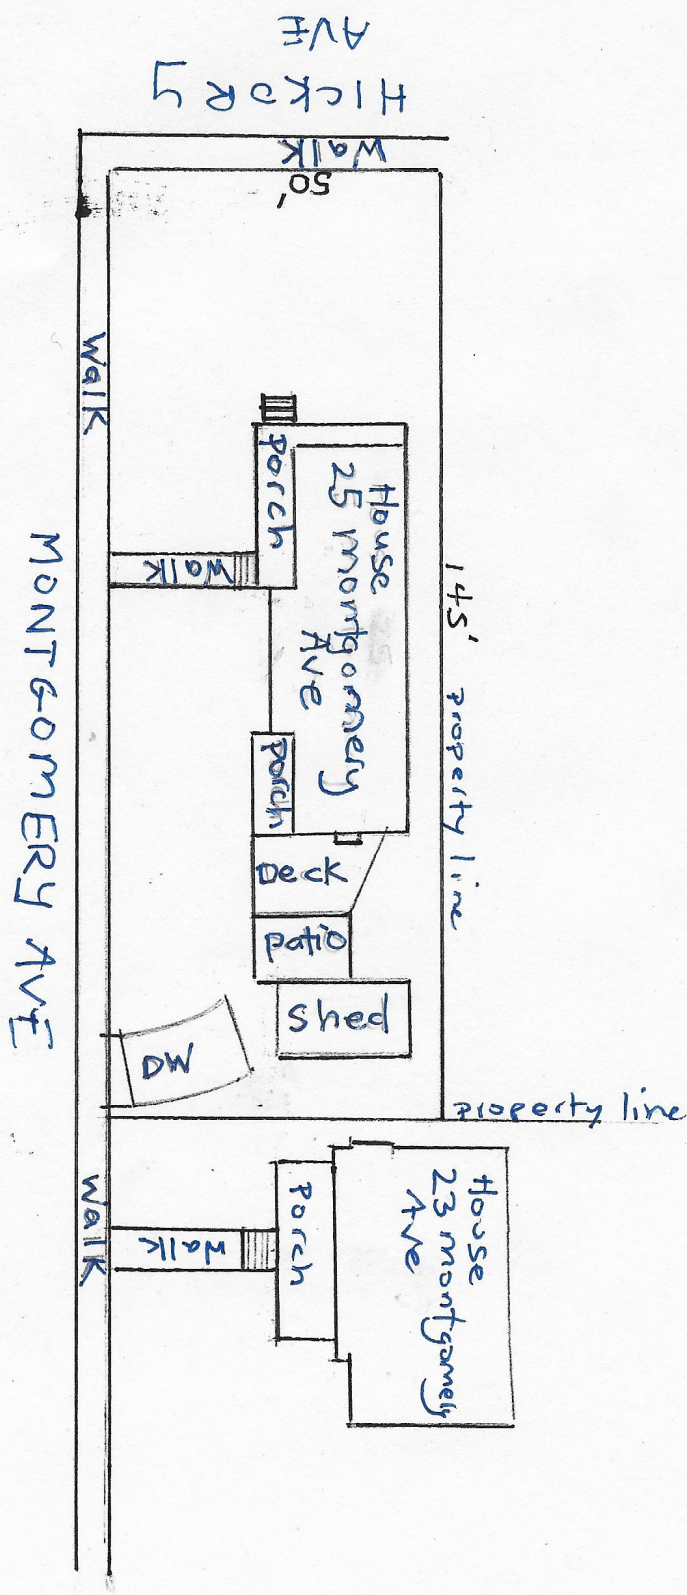 HICKORY
AVE
Walk
50'
Walk
Porch
House
25 montgomery
Ave
Walk
145' property line
MONTGOMERY AVE
Porch
Deck
patio
Shed
DW
property line
Walk
Porch
Walk
House
23 montgomery
Ave